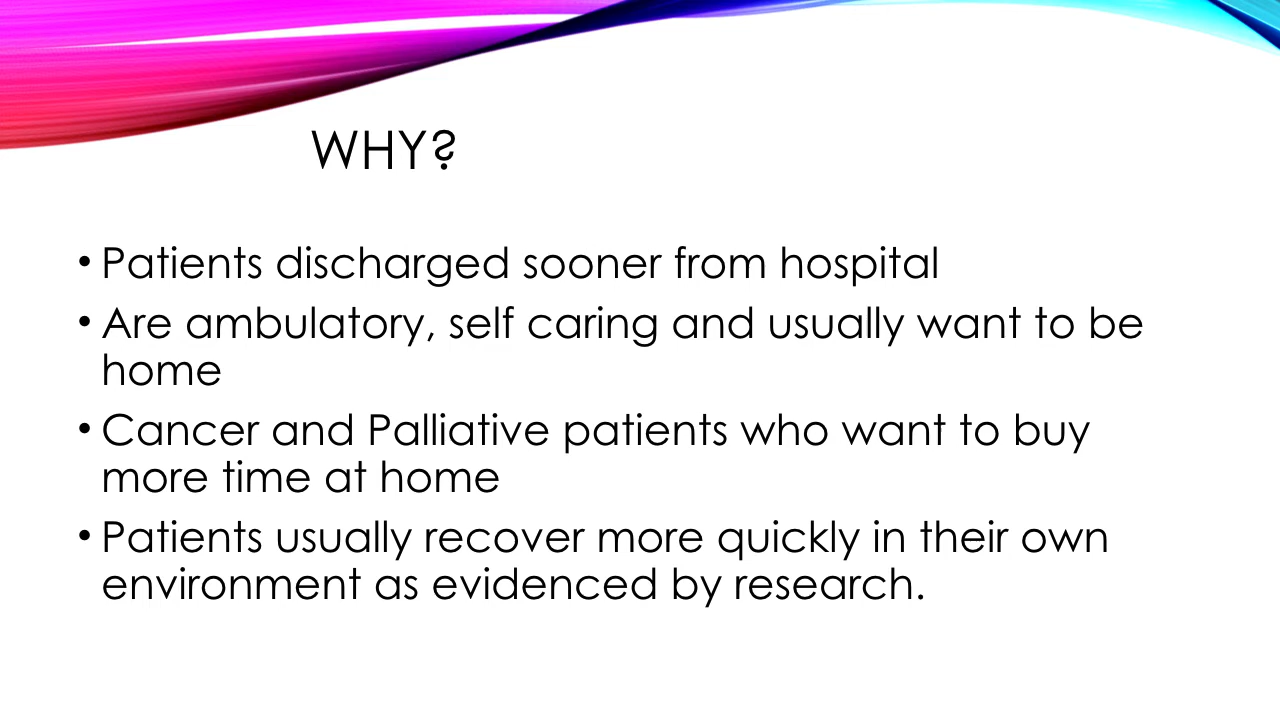 WHY?
• Patients discharged sooner from hospital
• Are ambulatory, self caring and usually want to be
home
• Cancer and Palliative patients who want to buy
more time at home
• Patients usually recover more quickly in their own
environment as evidenced by research.